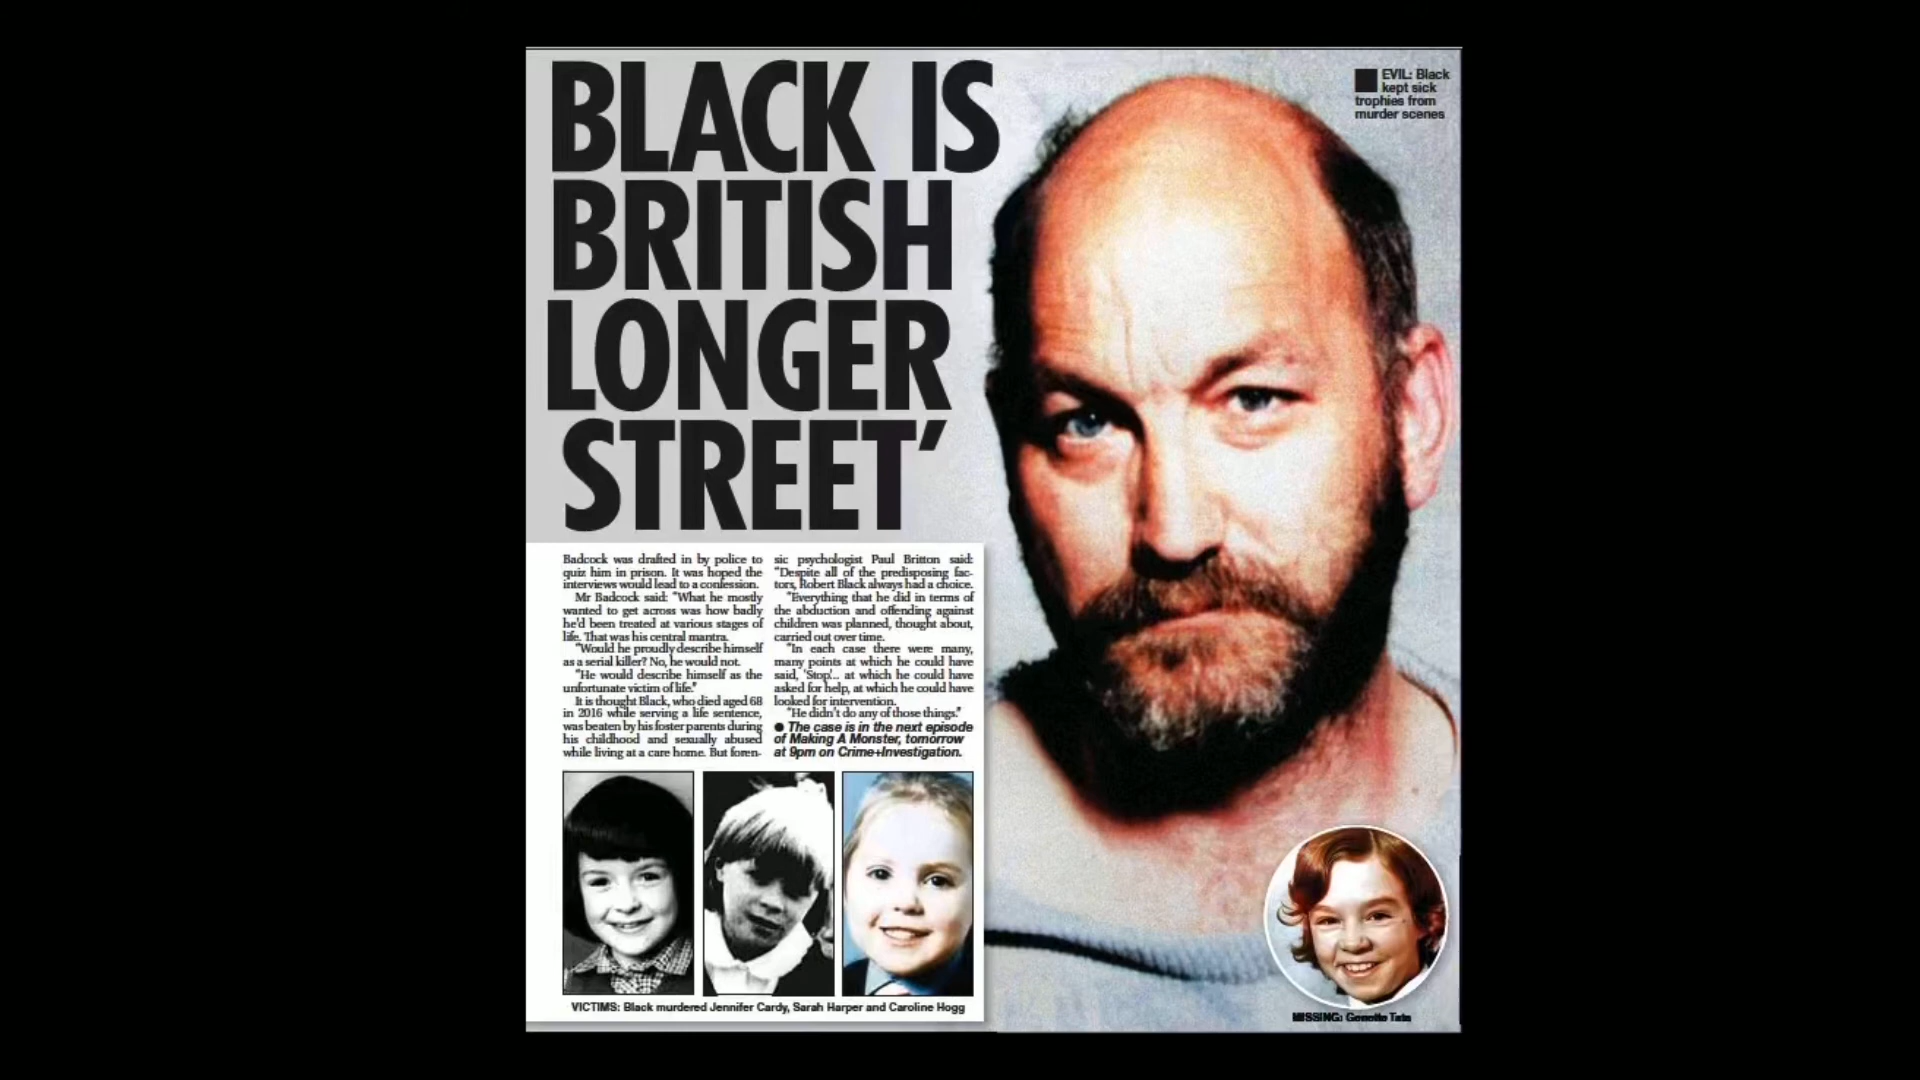 BLACK IS
BRITISH
LONGER
STREET’
EVIL: Black
kept sick
trophies from
murder scenes
Badcock was drafted in by police to
quiz him in prison. It was hoped the
interviews would lead to a confession.
Mr Badcock said: “What he mostly
wanted to get across was how badly
he’d been treated at various stages of
life. That was his central mantra.
“Would he proudly describe himself
as a serial killer? No, he would not.
“He would describe himself as the
unfortunate victim of life.”
It is thought Black, who died aged 68
in 2016 while serving a life sentence,
was beaten by his foster parents during
his childhood and sexually abused
while living at a care home. But foren-
sic psychologist Paul Britton said:
“Despite all of the predisposing fac-
tors, Robert Black always had a choice.
“Everything that he did in terms of
the abduction and offending against
children was planned, thought about,
carried out over time.
“In each case there were many,
many points at which he could have
said, ‘Stop’... at which he could have
asked for help, at which he could have
looked for intervention.
“He didn’t do any of those things.”
● The case is in the next episode
of Making A Monster, tomorrow
at 9pm on Crime+Investigation.
VICTIMS: Black murdered Jennifer Cardy, Sarah Harper and Caroline Hogg
MISSING: Genette Tate